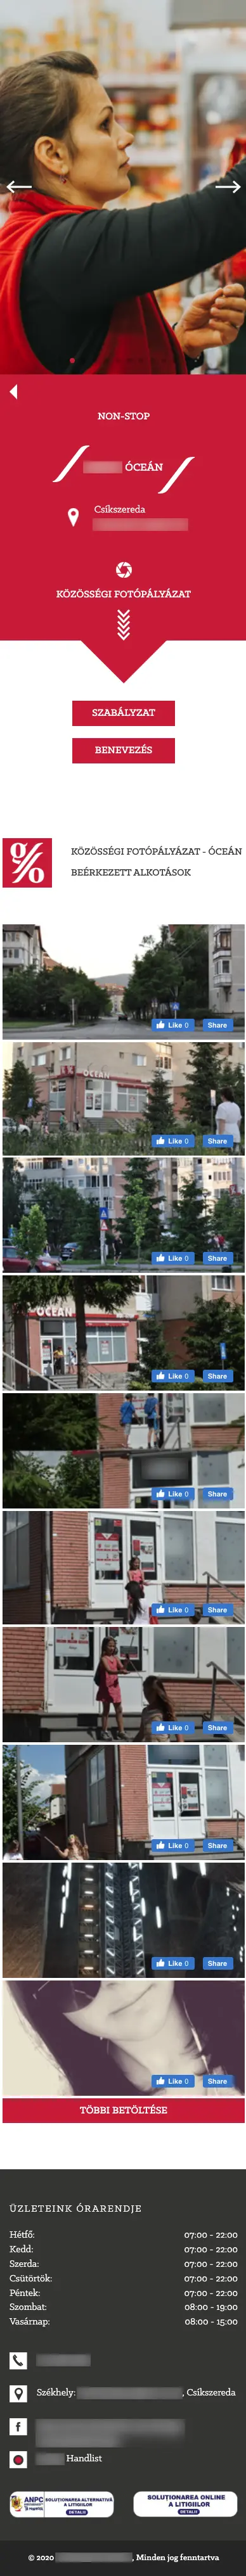 NON-STOP
ÓCEÁN
Csíkszereda
KÖZÖSSÉGI FOTÓPÁLYÁZAT
SZABÁLYZAT
BENEVEZÉS
%
KÖZÖSSÉGI FOTÓPÁLYÁZAT - ÓCEÁN
BEÉRKEZETT ALKOTÁSOK
Like 0 Share
OCEAN
Like 0 Share
Like 0 Share
OCEAN
Like 0 Share
Like 0 Share
Like 0 Share
Like 0 Share
Like 0 Share
Like 0 Share
Like 0 Share
TÖBBI BETÖLTÉSE
ÜZLETEINK ÓRARENDJE
Hétfő: 07:00 - 22:00
Kedd: 07:00 - 22:00
Szerda: 07:00 - 22:00
Csütörtök: 07:00 - 22:00
Péntek: 07:00 - 22:00
Szombat: 08:00 - 19:00
Vasárnap: 08:00 - 15:00
Székhely: , Csíkszereda
Handlist
ANPC
SOLUȚIONAREA ALTERNATIVĂ
A LITIGIILOR
DETALII
SOLUȚIONAREA ONLINE
A LITIGIILOR
DETALII
© 2020 , Minden jog fenntartva